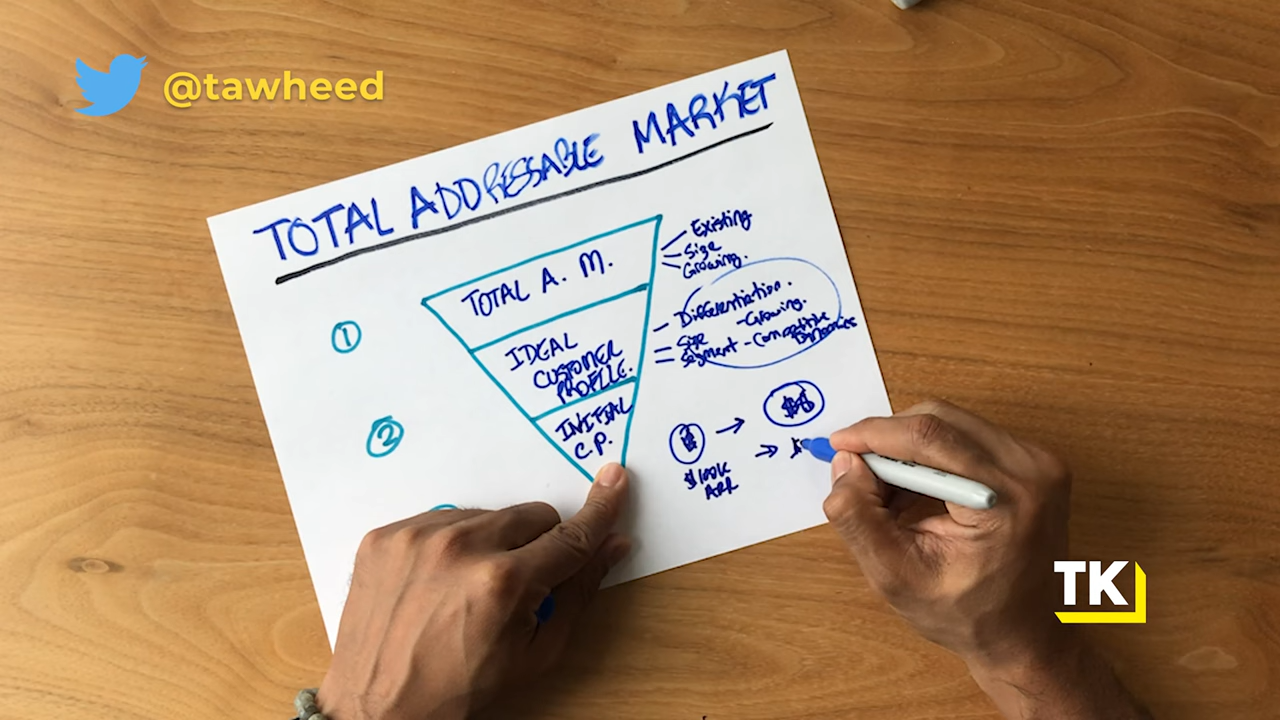 @tawheed
TOTAL ADDRESSABLE MARKET
TOTAL A. M.
Existing
Size
Growing.
1
IDEAL
CUSTOMER
PROFILE.
Differentiation.
Size - Growing.
Segment - Competitive
Dynamics
2
INITIAL
C.P.
$
$$
$100K
ARR
TK